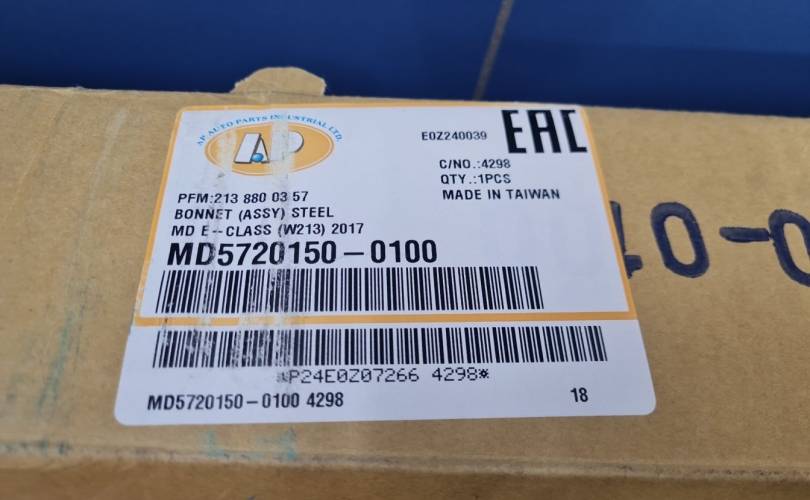 AP AUTO PARTS INDUSTRIAL LTD.
AP
E0Z240039
EAC
C/NO.:4298
QTY.:1PCS
MADE IN TAIWAN
PFM:213 880 03 57
BONNET (ASSY) STEEL
MD E-CLASS (W213) 2017
MD5720150-0100
*P24E0Z07266 4298*
MD5720150-0100 4298
18